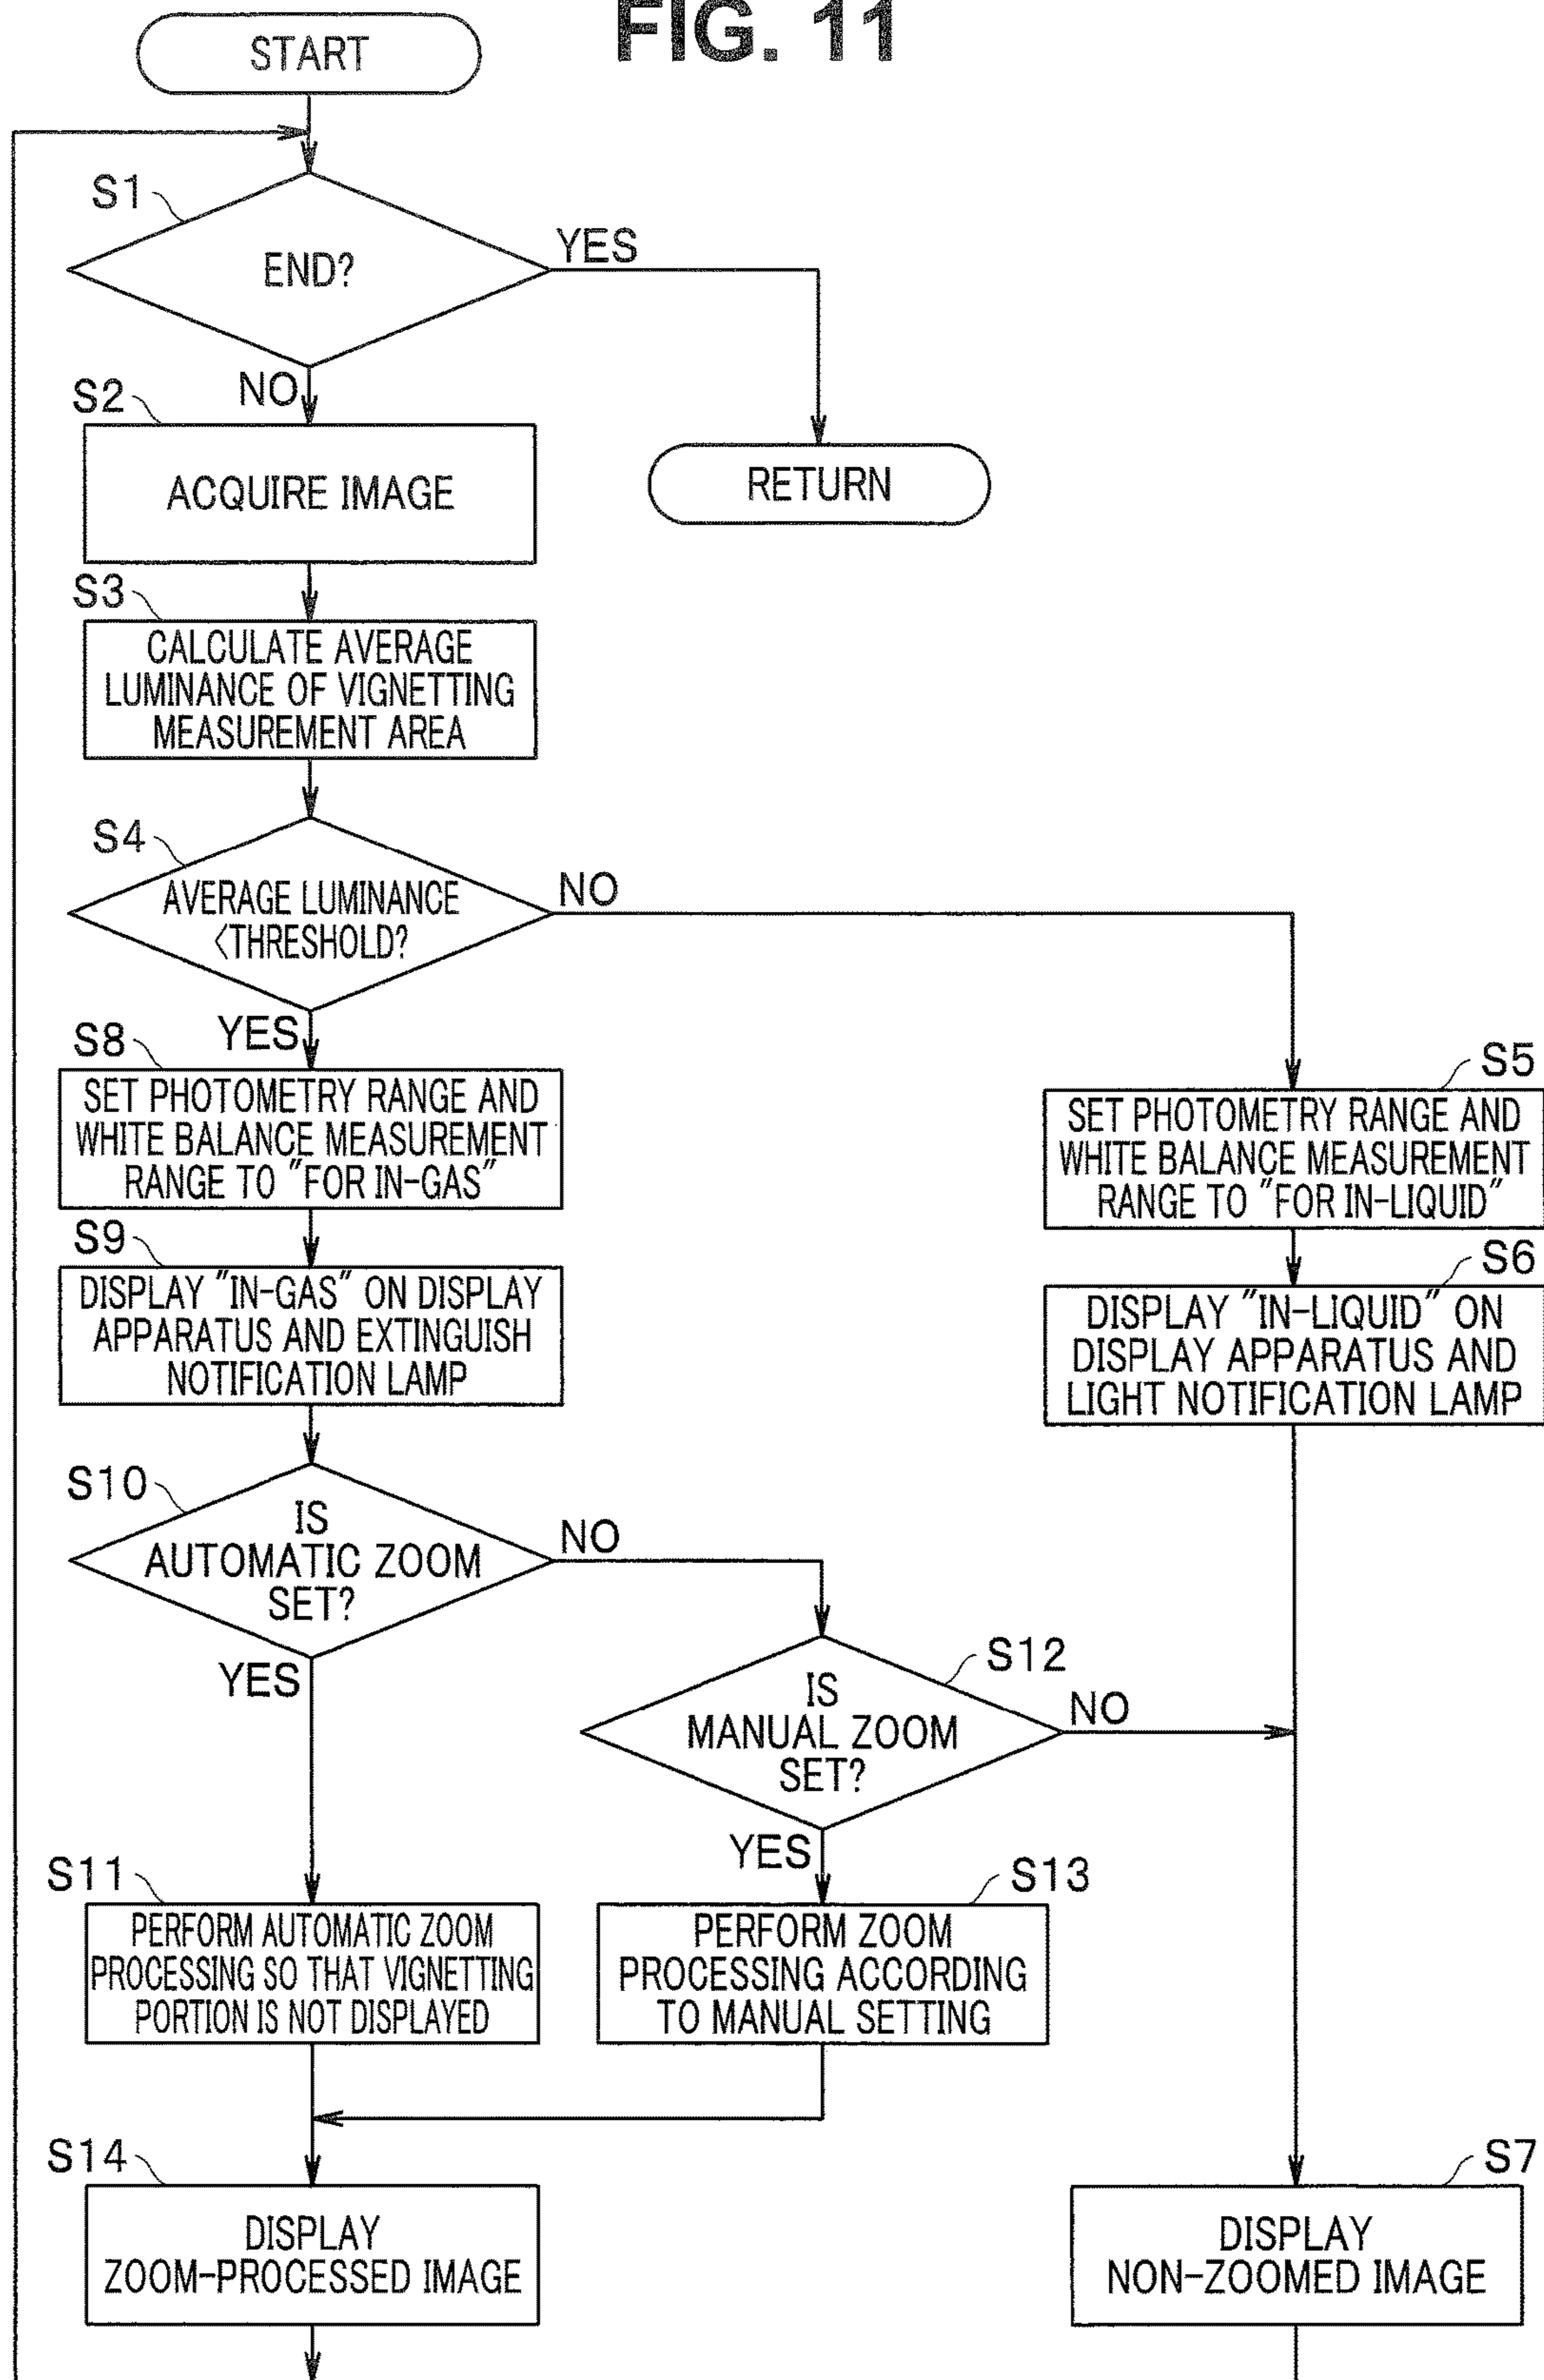 FIG. 11
START
S1
END?
YES
NO
S2
ACQUIRE IMAGE
RETURN
S3
CALCULATE AVERAGE
LUMINANCE OF VIGNETTING
MEASUREMENT AREA
S4
AVERAGE LUMINANCE
<THRESHOLD?
NO
YES
S8
SET PHOTOMETRY RANGE AND
WHITE BALANCE MEASUREMENT
RANGE TO "FOR IN-GAS"
S5
SET PHOTOMETRY RANGE AND
WHITE BALANCE MEASUREMENT
RANGE TO "FOR IN-LIQUID"
S9
DISPLAY "IN-GAS" ON DISPLAY
APPARATUS AND EXTINGUISH
NOTIFICATION LAMP
S6
DISPLAY "IN-LIQUID" ON
DISPLAY APPARATUS AND
LIGHT NOTIFICATION LAMP
S10
IS
AUTOMATIC ZOOM
SET?
NO
YES
S12
IS
MANUAL ZOOM
SET?
NO
YES
S11
PERFORM AUTOMATIC ZOOM
PROCESSING SO THAT VIGNETTING
PORTION IS NOT DISPLAYED
S13
PERFORM ZOOM
PROCESSING ACCORDING
TO MANUAL SETTING
S14
DISPLAY
ZOOM-PROCESSED IMAGE
S7
DISPLAY
NON-ZOOMED IMAGE